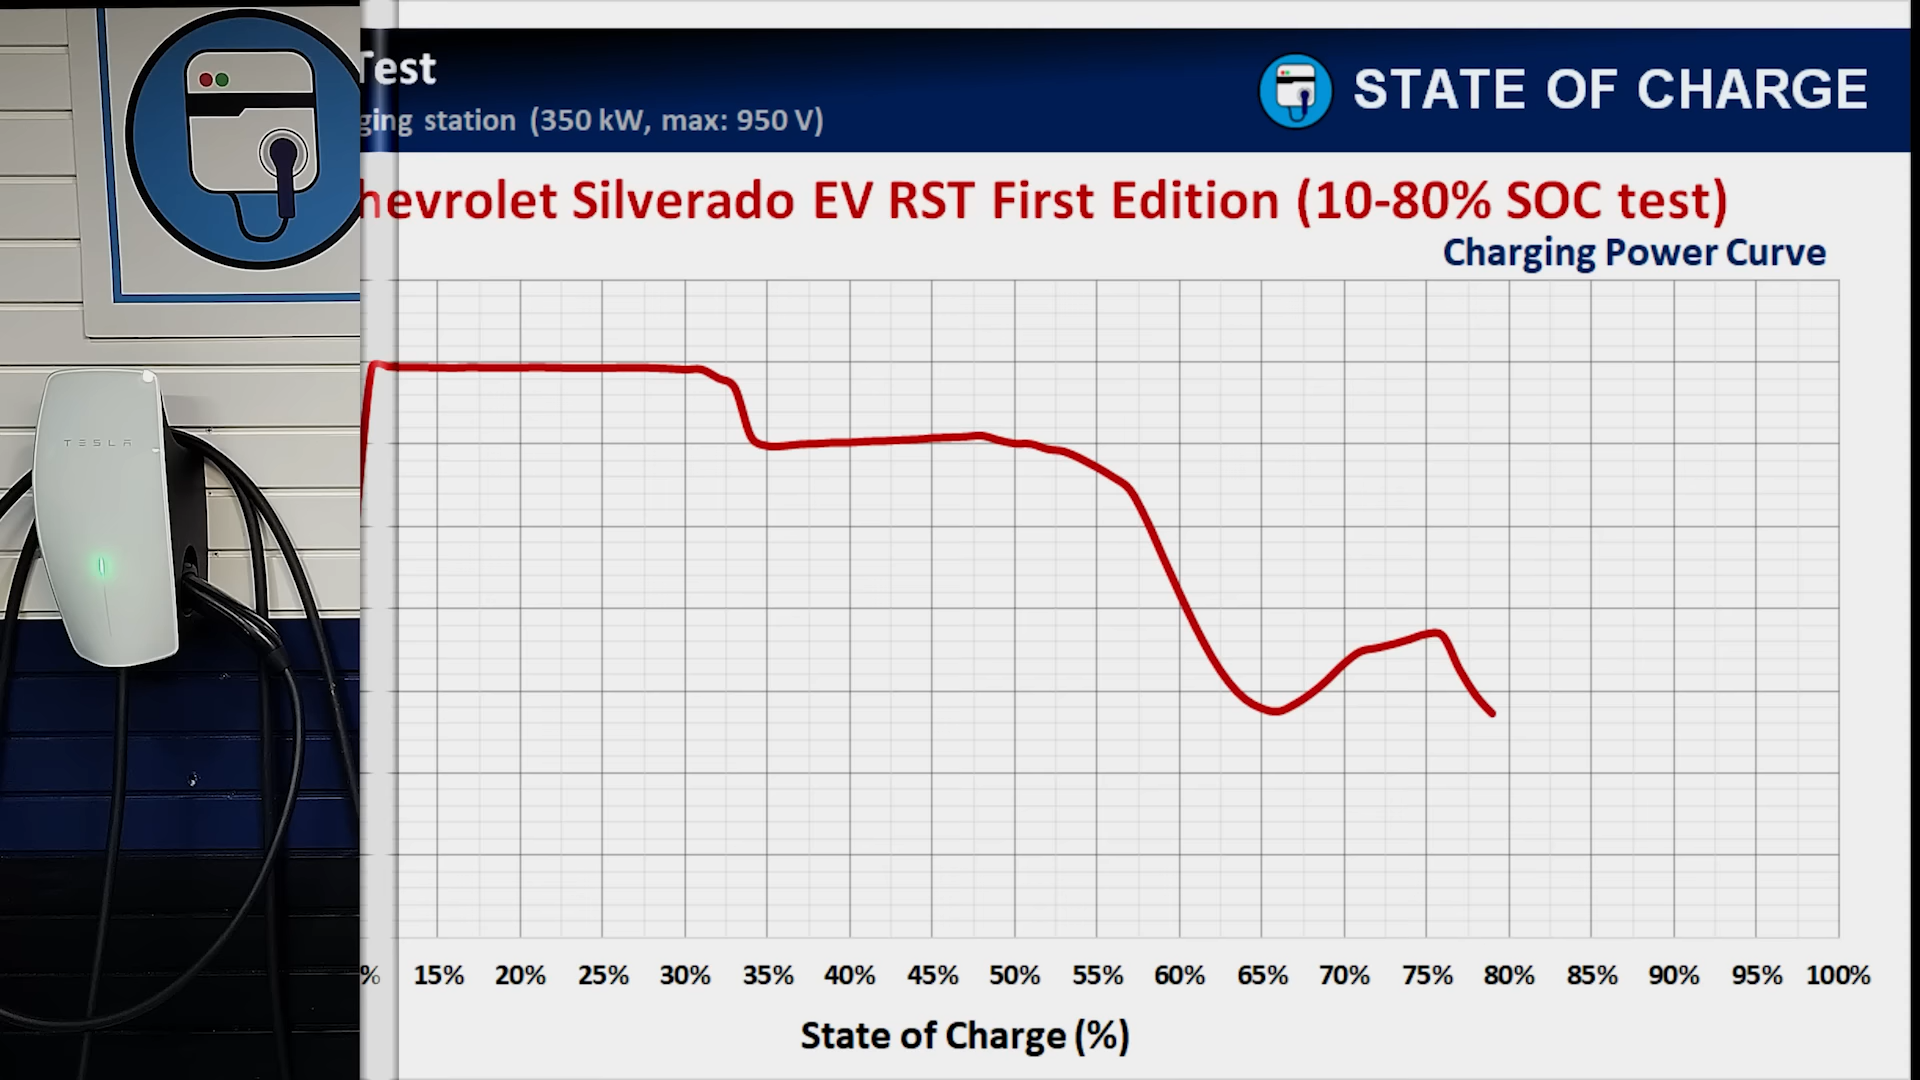 Test
ging station (350 kW, max: 950 V)
STATE OF CHARGE
hevrolet Silverado EV RST First Edition (10-80% SOC test)
Charging Power Curve
TESLA
% 15% 20% 25% 30% 35% 40% 45% 50% 55% 60% 65% 70% 75% 80% 85% 90% 95% 100%
State of Charge (%)